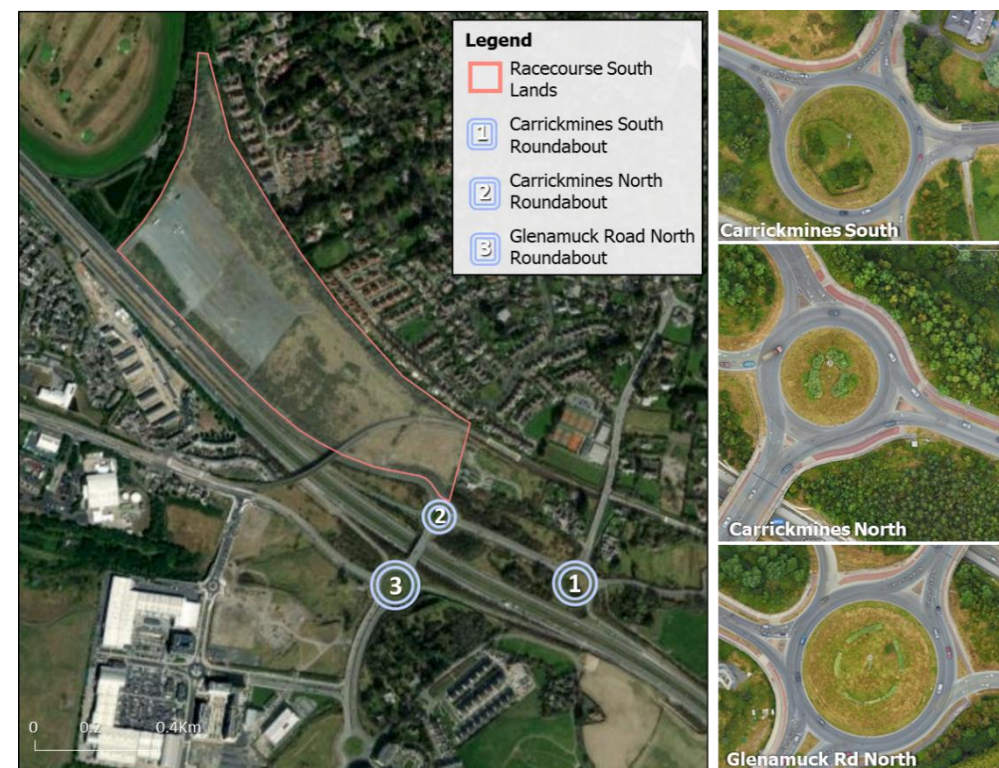 Legend
Racecourse South
Lands
1
Carrickmines South
Roundabout
2
Carrickmines North
Roundabout
3
Glenamuck Road North
Roundabout
2
3
1
0
0.2
0.4Km
Carrickmines South
Carrickmines North
Glenamuck Rd North